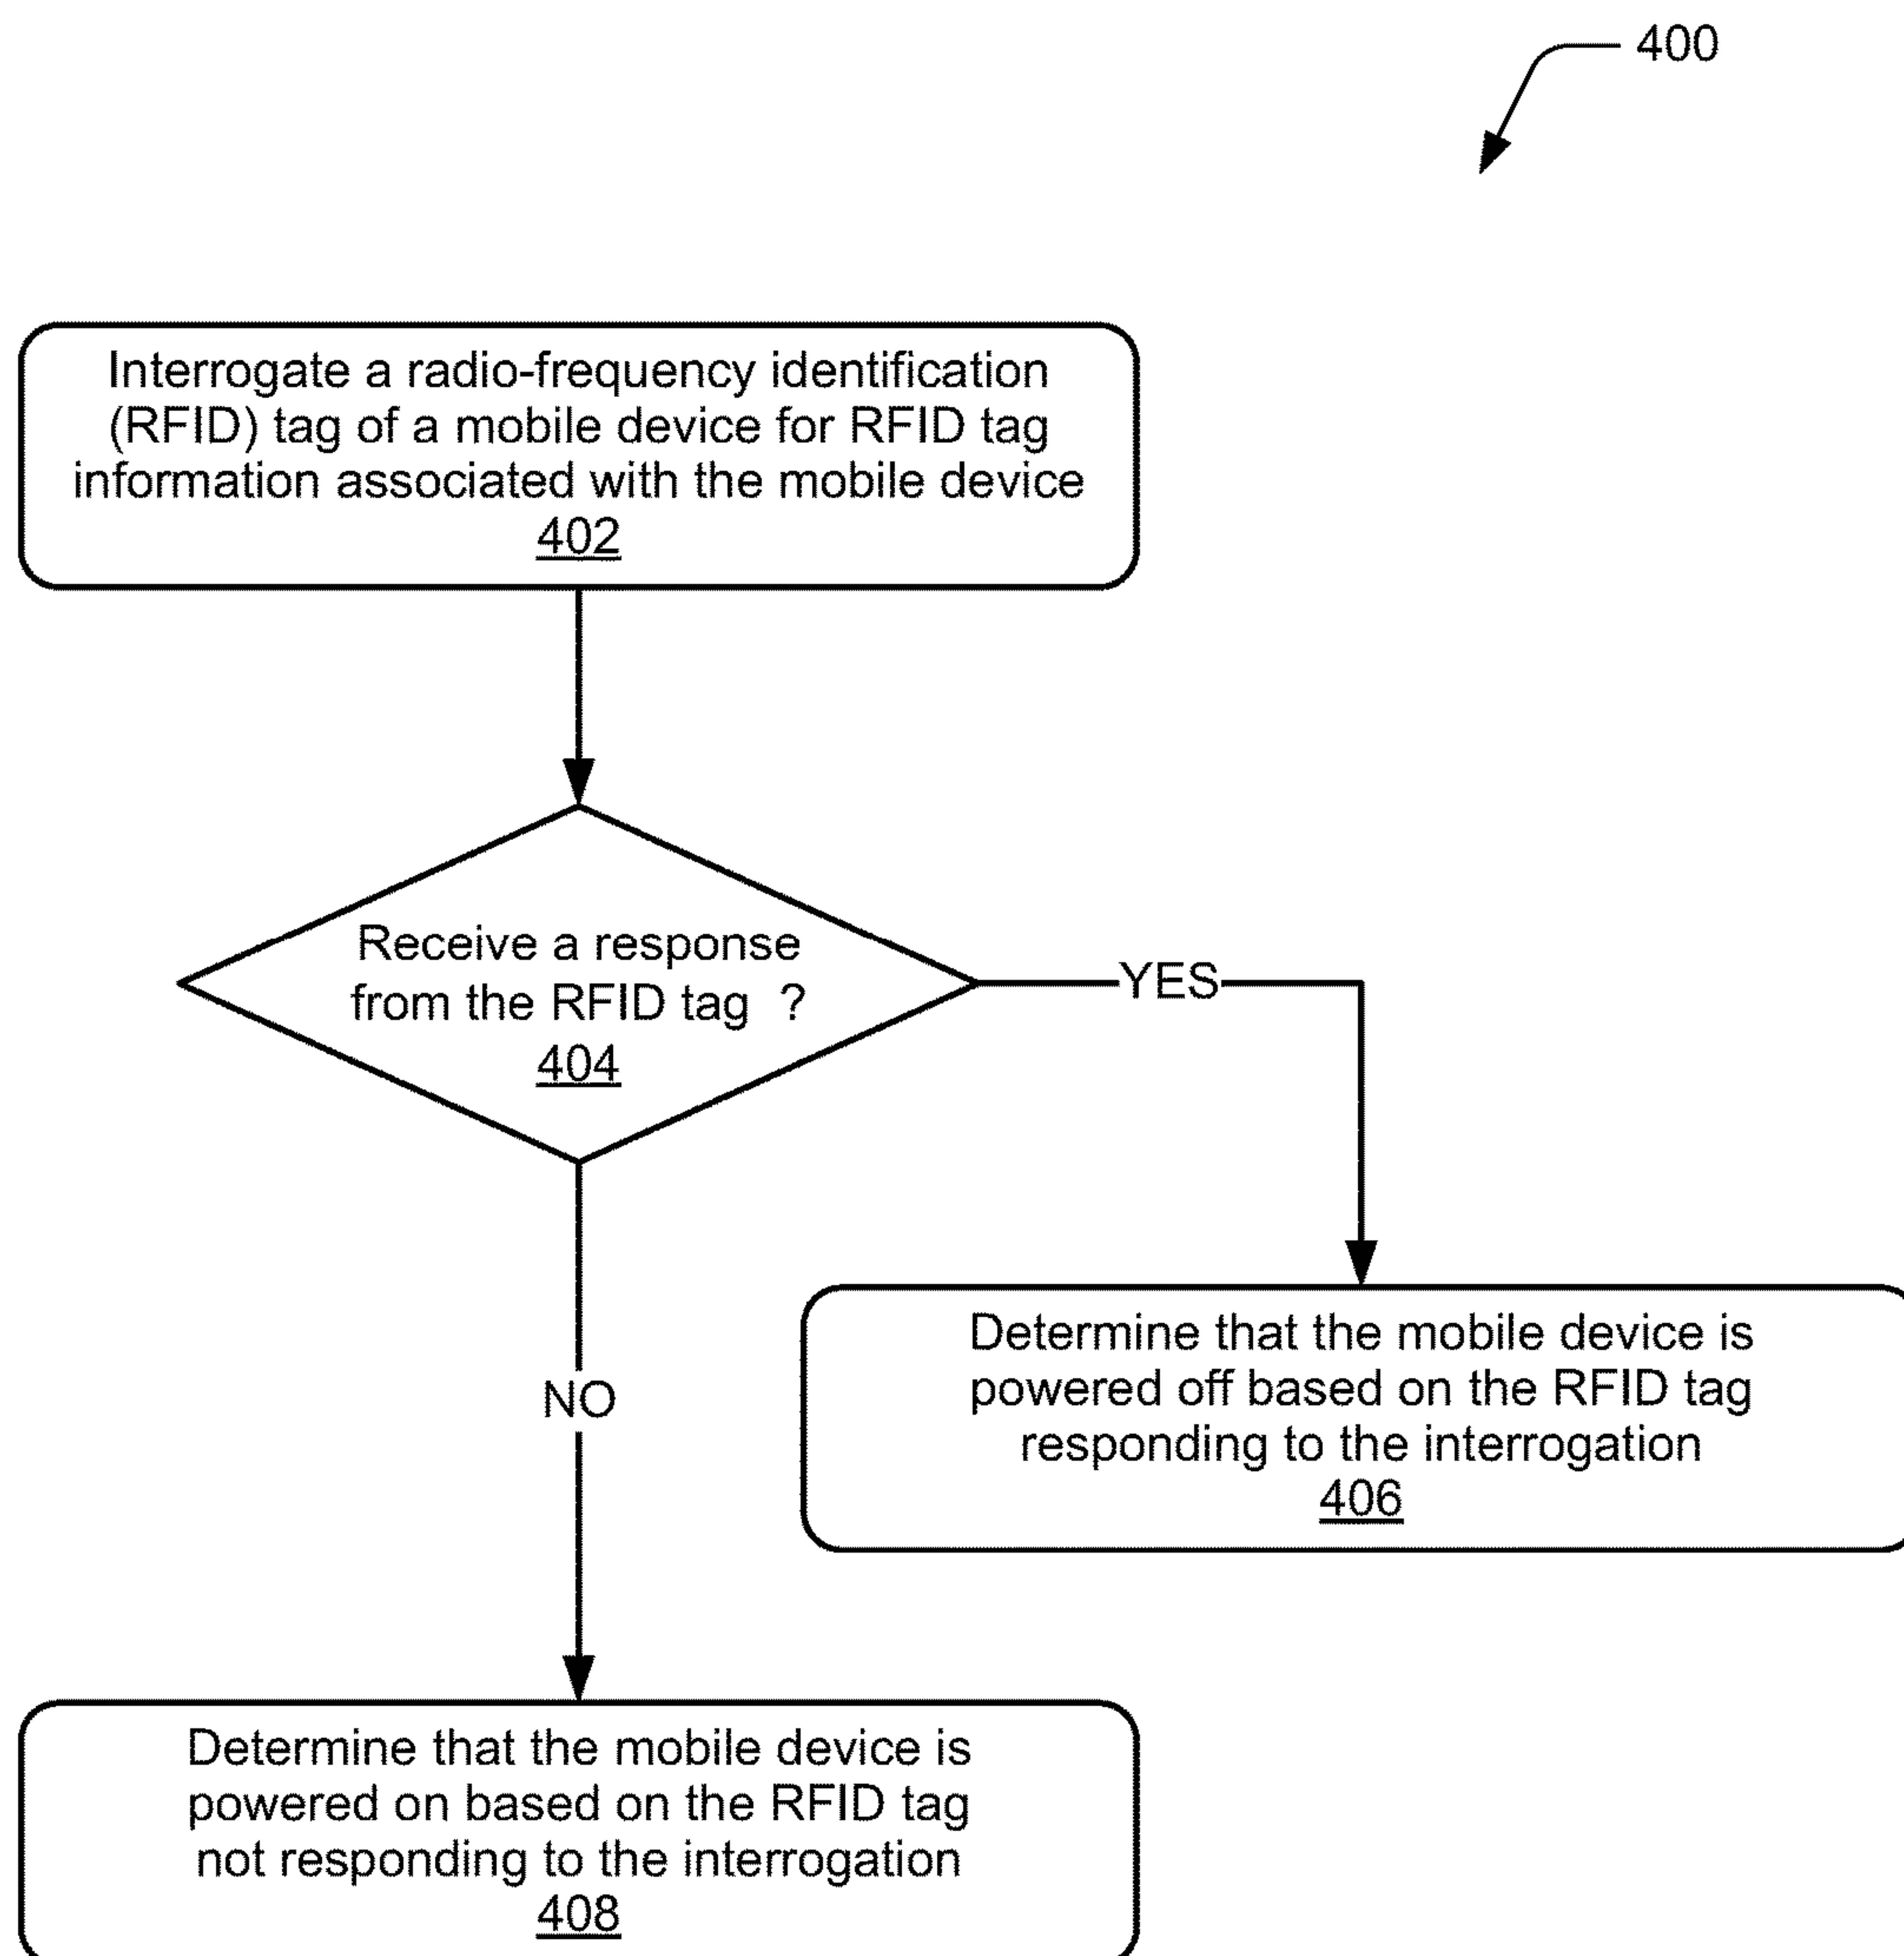 400
Interrogate a radio-frequency identification
(RFID) tag of a mobile device for RFID tag
information associated with the mobile device
402
Receive a response
from the RFID tag ?
404
YES
NO
Determine that the mobile device is
powered off based on the RFID tag
responding to the interrogation
406
Determine that the mobile device is
powered on based on the RFID tag
not responding to the interrogation
408